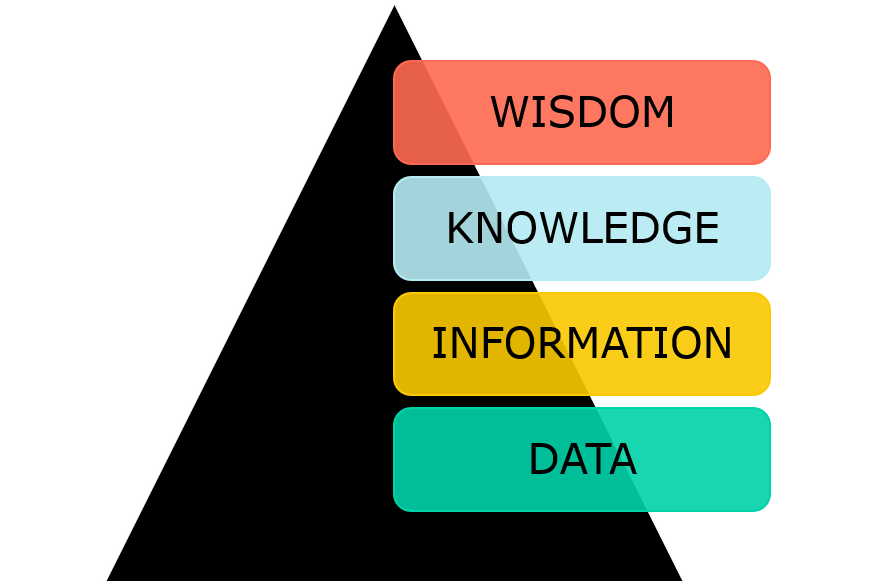 WISDOM
KNOWLEDGE
INFORMATION
DATA